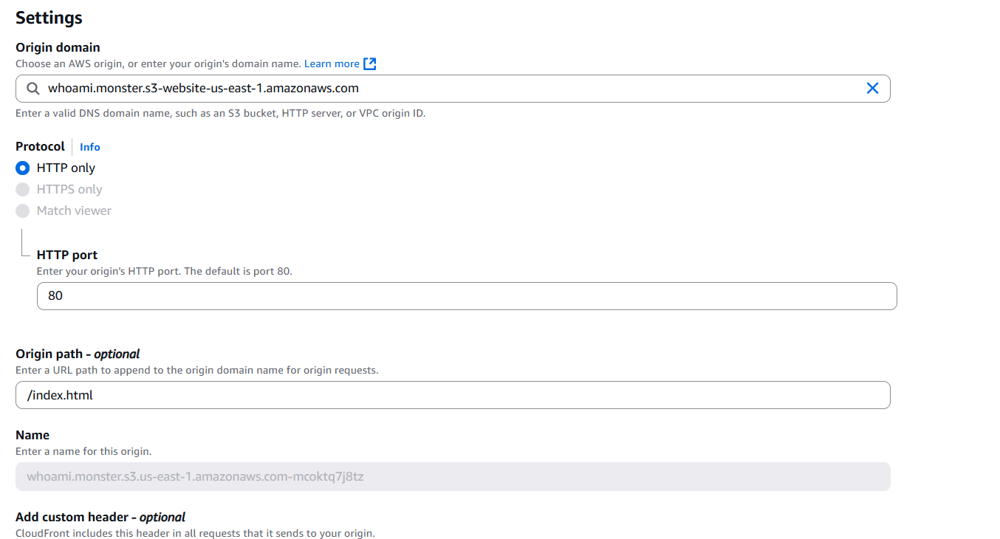 Settings
Origin domain
Choose an AWS origin, or enter your origin's domain name. Learn more
whoami.monster.s3-website-us-east-1.amazonaws.com
Enter a valid DNS domain name, such as an S3 bucket, HTTP server, or VPC origin ID.
Protocol Info
HTTP only
HTTPS only
Match viewer
HTTP port
Enter your origin's HTTP port. The default is port 80.
80
Origin path - optional
Enter a URL path to append to the origin domain name for origin requests.
/index.html
Name
Enter a name for this origin.
whoami.monster.s3.us-east-1.amazonaws.com-mcoktq7j8tz
Add custom header - optional
CloudFront includes this header in all requests that it sends to your origin.